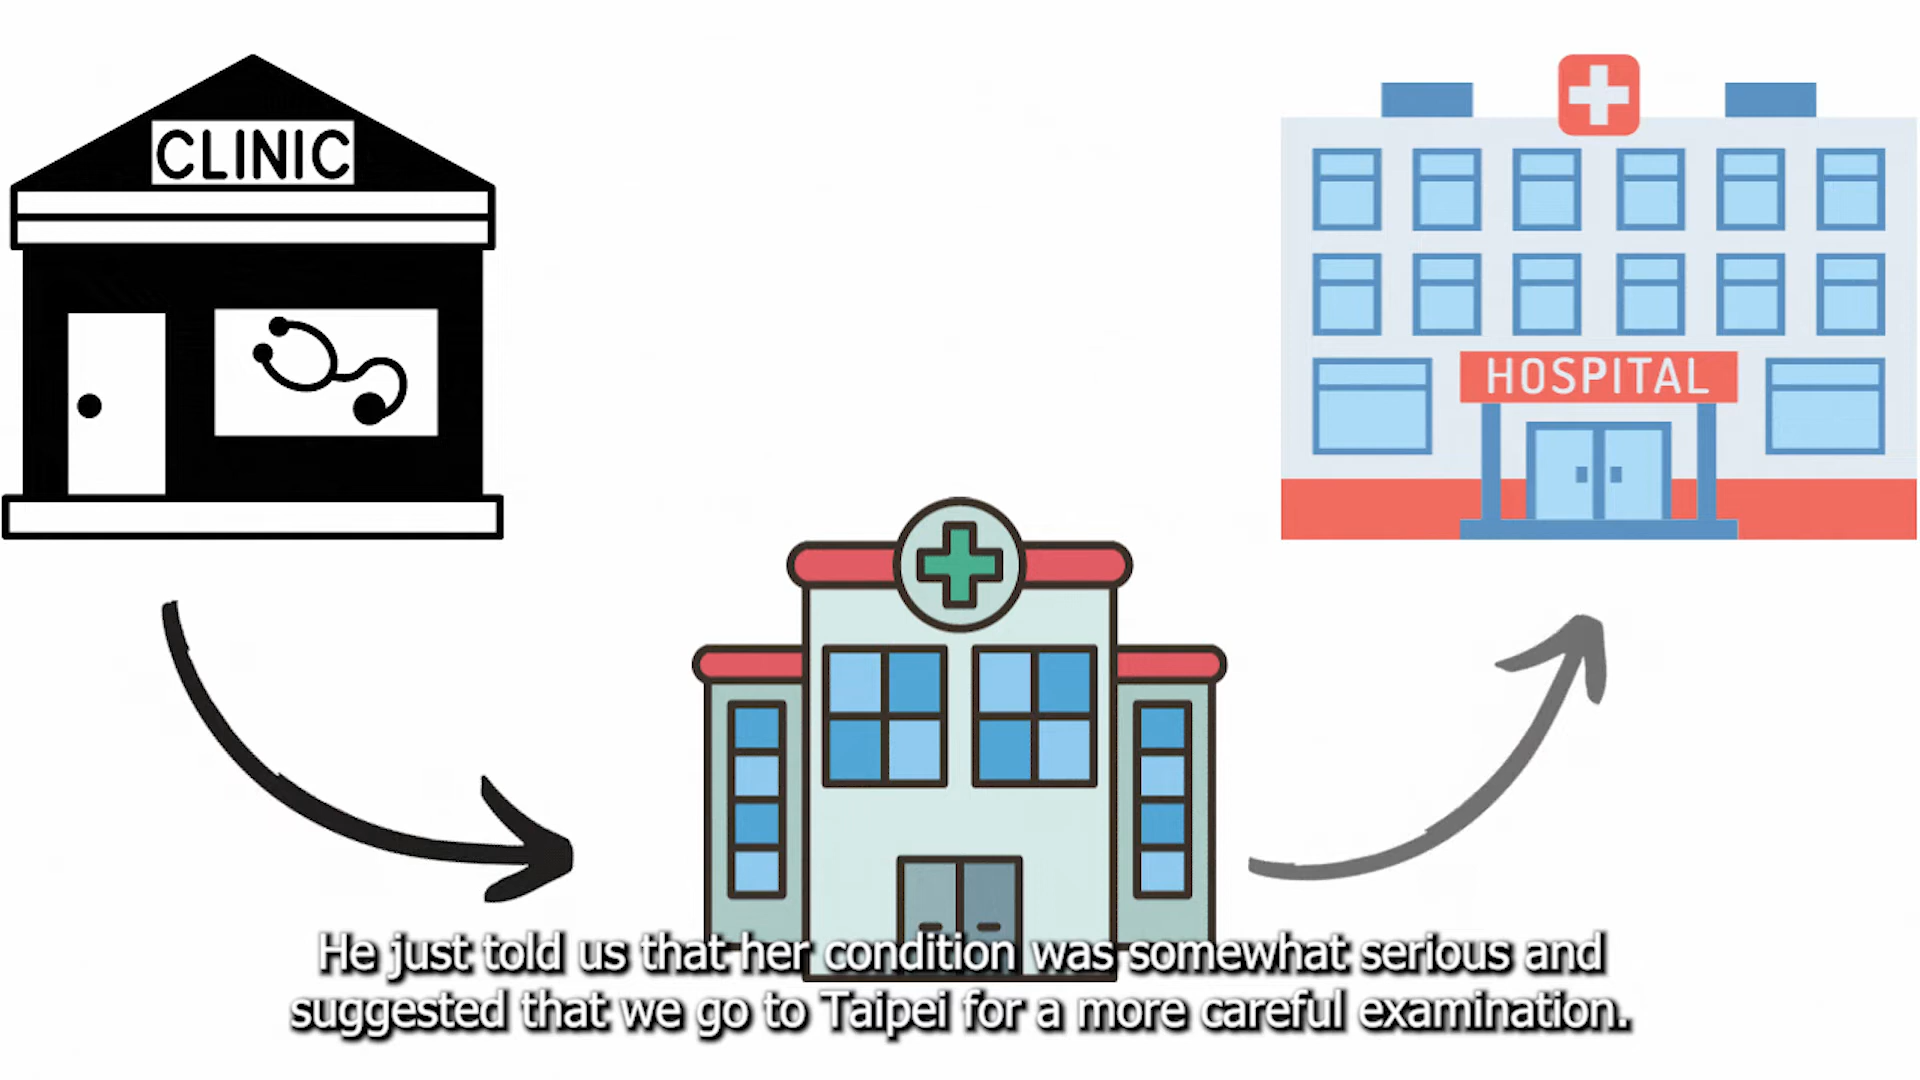 CLINIC
HOSPITAL
He just told us that her condition was somewhat serious and
suggested that we go to Taipei for a more careful examination.